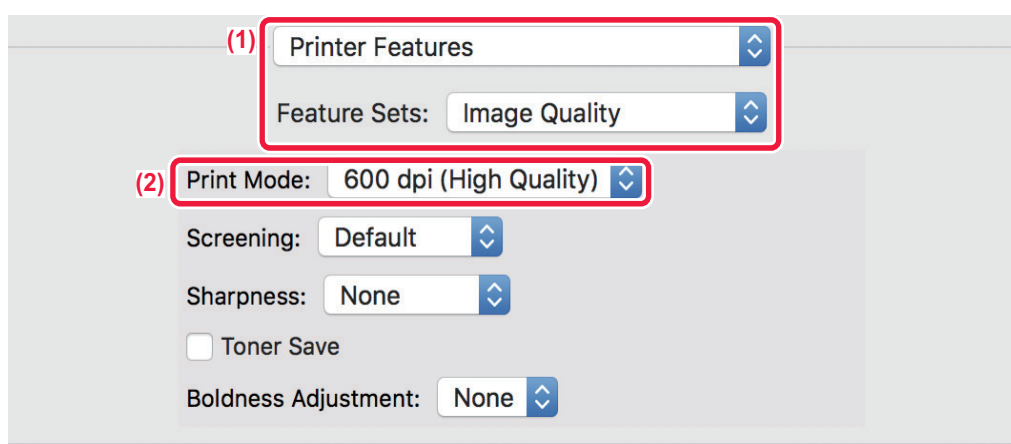 (1) Printer Features
Feature Sets: Image Quality
(2) Print Mode: 600 dpi (High Quality)
Screening: Default
Sharpness: None
Toner Save
Boldness Adjustment: None